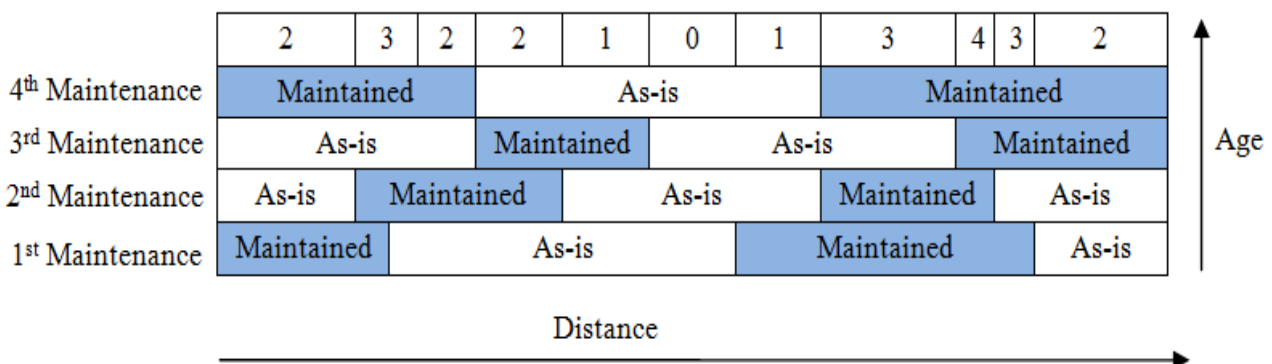 2 3 2 2 1 0 1 3 4 3 2
4th Maintenance Maintained As-is Maintained
3rd Maintenance As-is Maintained As-is Maintained
Age
2nd Maintenance As-is Maintained As-is Maintained As-is
1st Maintenance Maintained As-is Maintained As-is
Distance